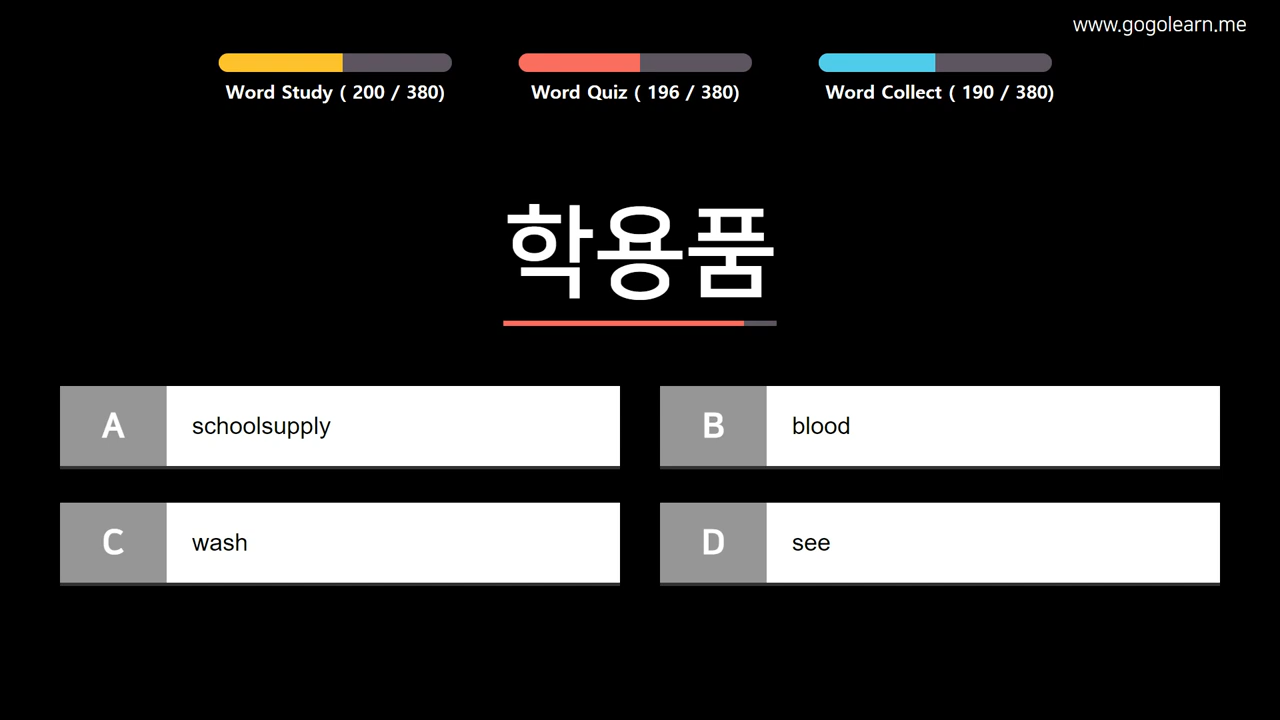 www.gogolearn.me
Word Study ( 200 / 380)
Word Quiz ( 196 / 380)
Word Collect ( 190 / 380)
학용품
A schoolsupply
B blood
C wash
D see